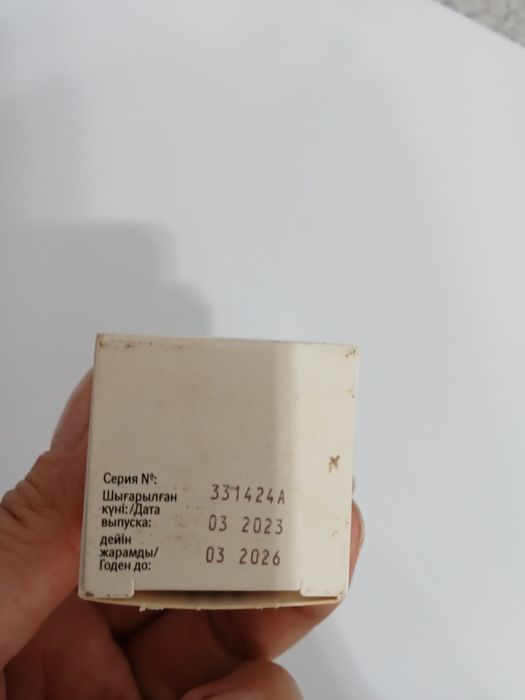 Серия №:
Шығарылған 331424A
күні:/Дата
выпуска: 03 2023
дейін
жарамды/ 03 2026
Годен до: